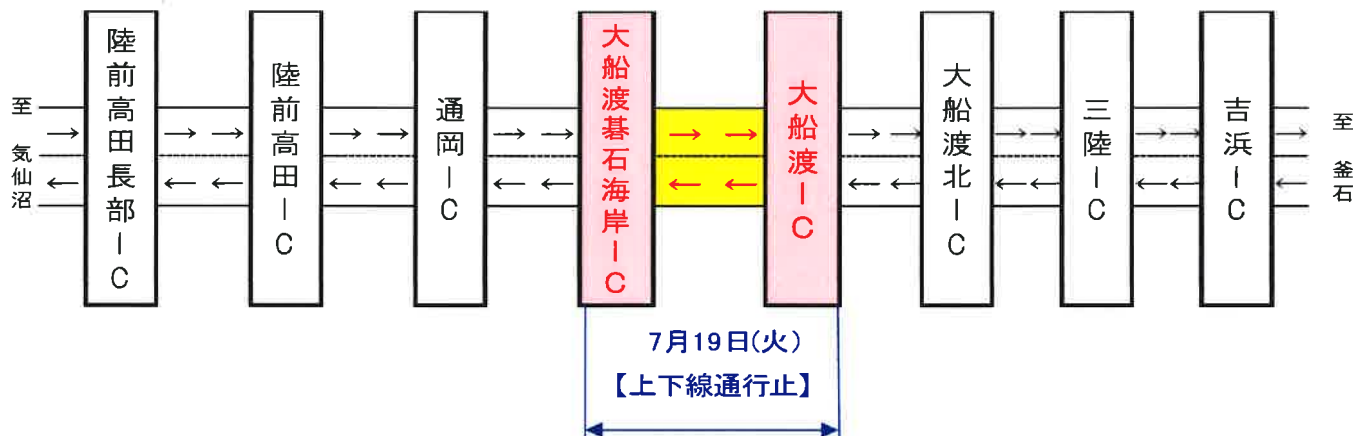 至 気仙沼
陸前高田長部IC
陸前高田IC
通岡IC
大船渡碁石海岸IC
大船渡IC
大船渡北IC
三陸IC
吉浜IC
至 釜石
7月19日(火)
【上下線通行止】